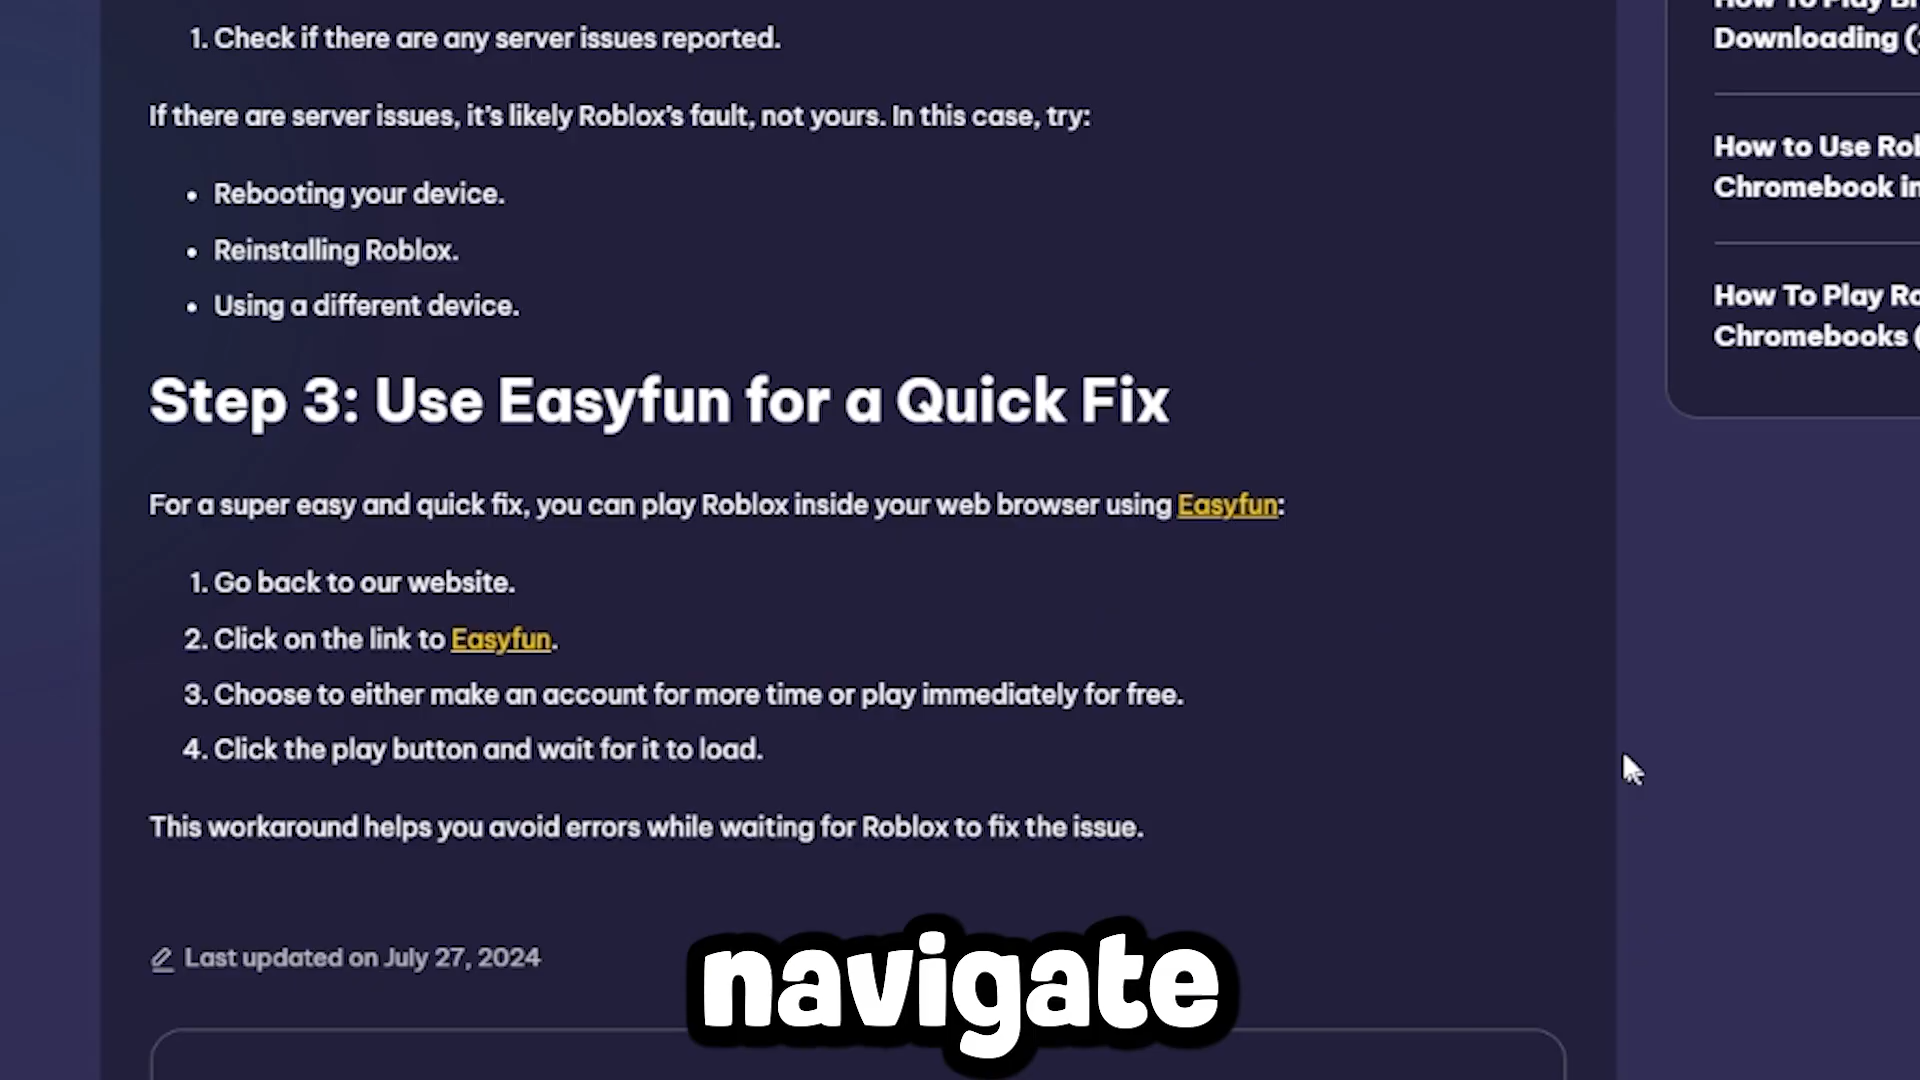 1. Check if there are any server issues reported.
If there are server issues, it's likely Roblox's fault, not yours. In this case, try:
• Rebooting your device.
• Reinstalling Roblox.
• Using a different device.
Step 3: Use Easyfun for a Quick Fix
For a super easy and quick fix, you can play Roblox inside your web browser using Easyfun:
1. Go back to our website.
2. Click on the link to Easyfun.
3. Choose to either make an account for more time or play immediately for free.
4. Click the play button and wait for it to load.
This workaround helps you avoid errors while waiting for Roblox to fix the issue.
Last updated on July 27, 2024
navigate
How To Play
Downloading (
How to Use
Chromebook in
How To Play
Chromebooks (